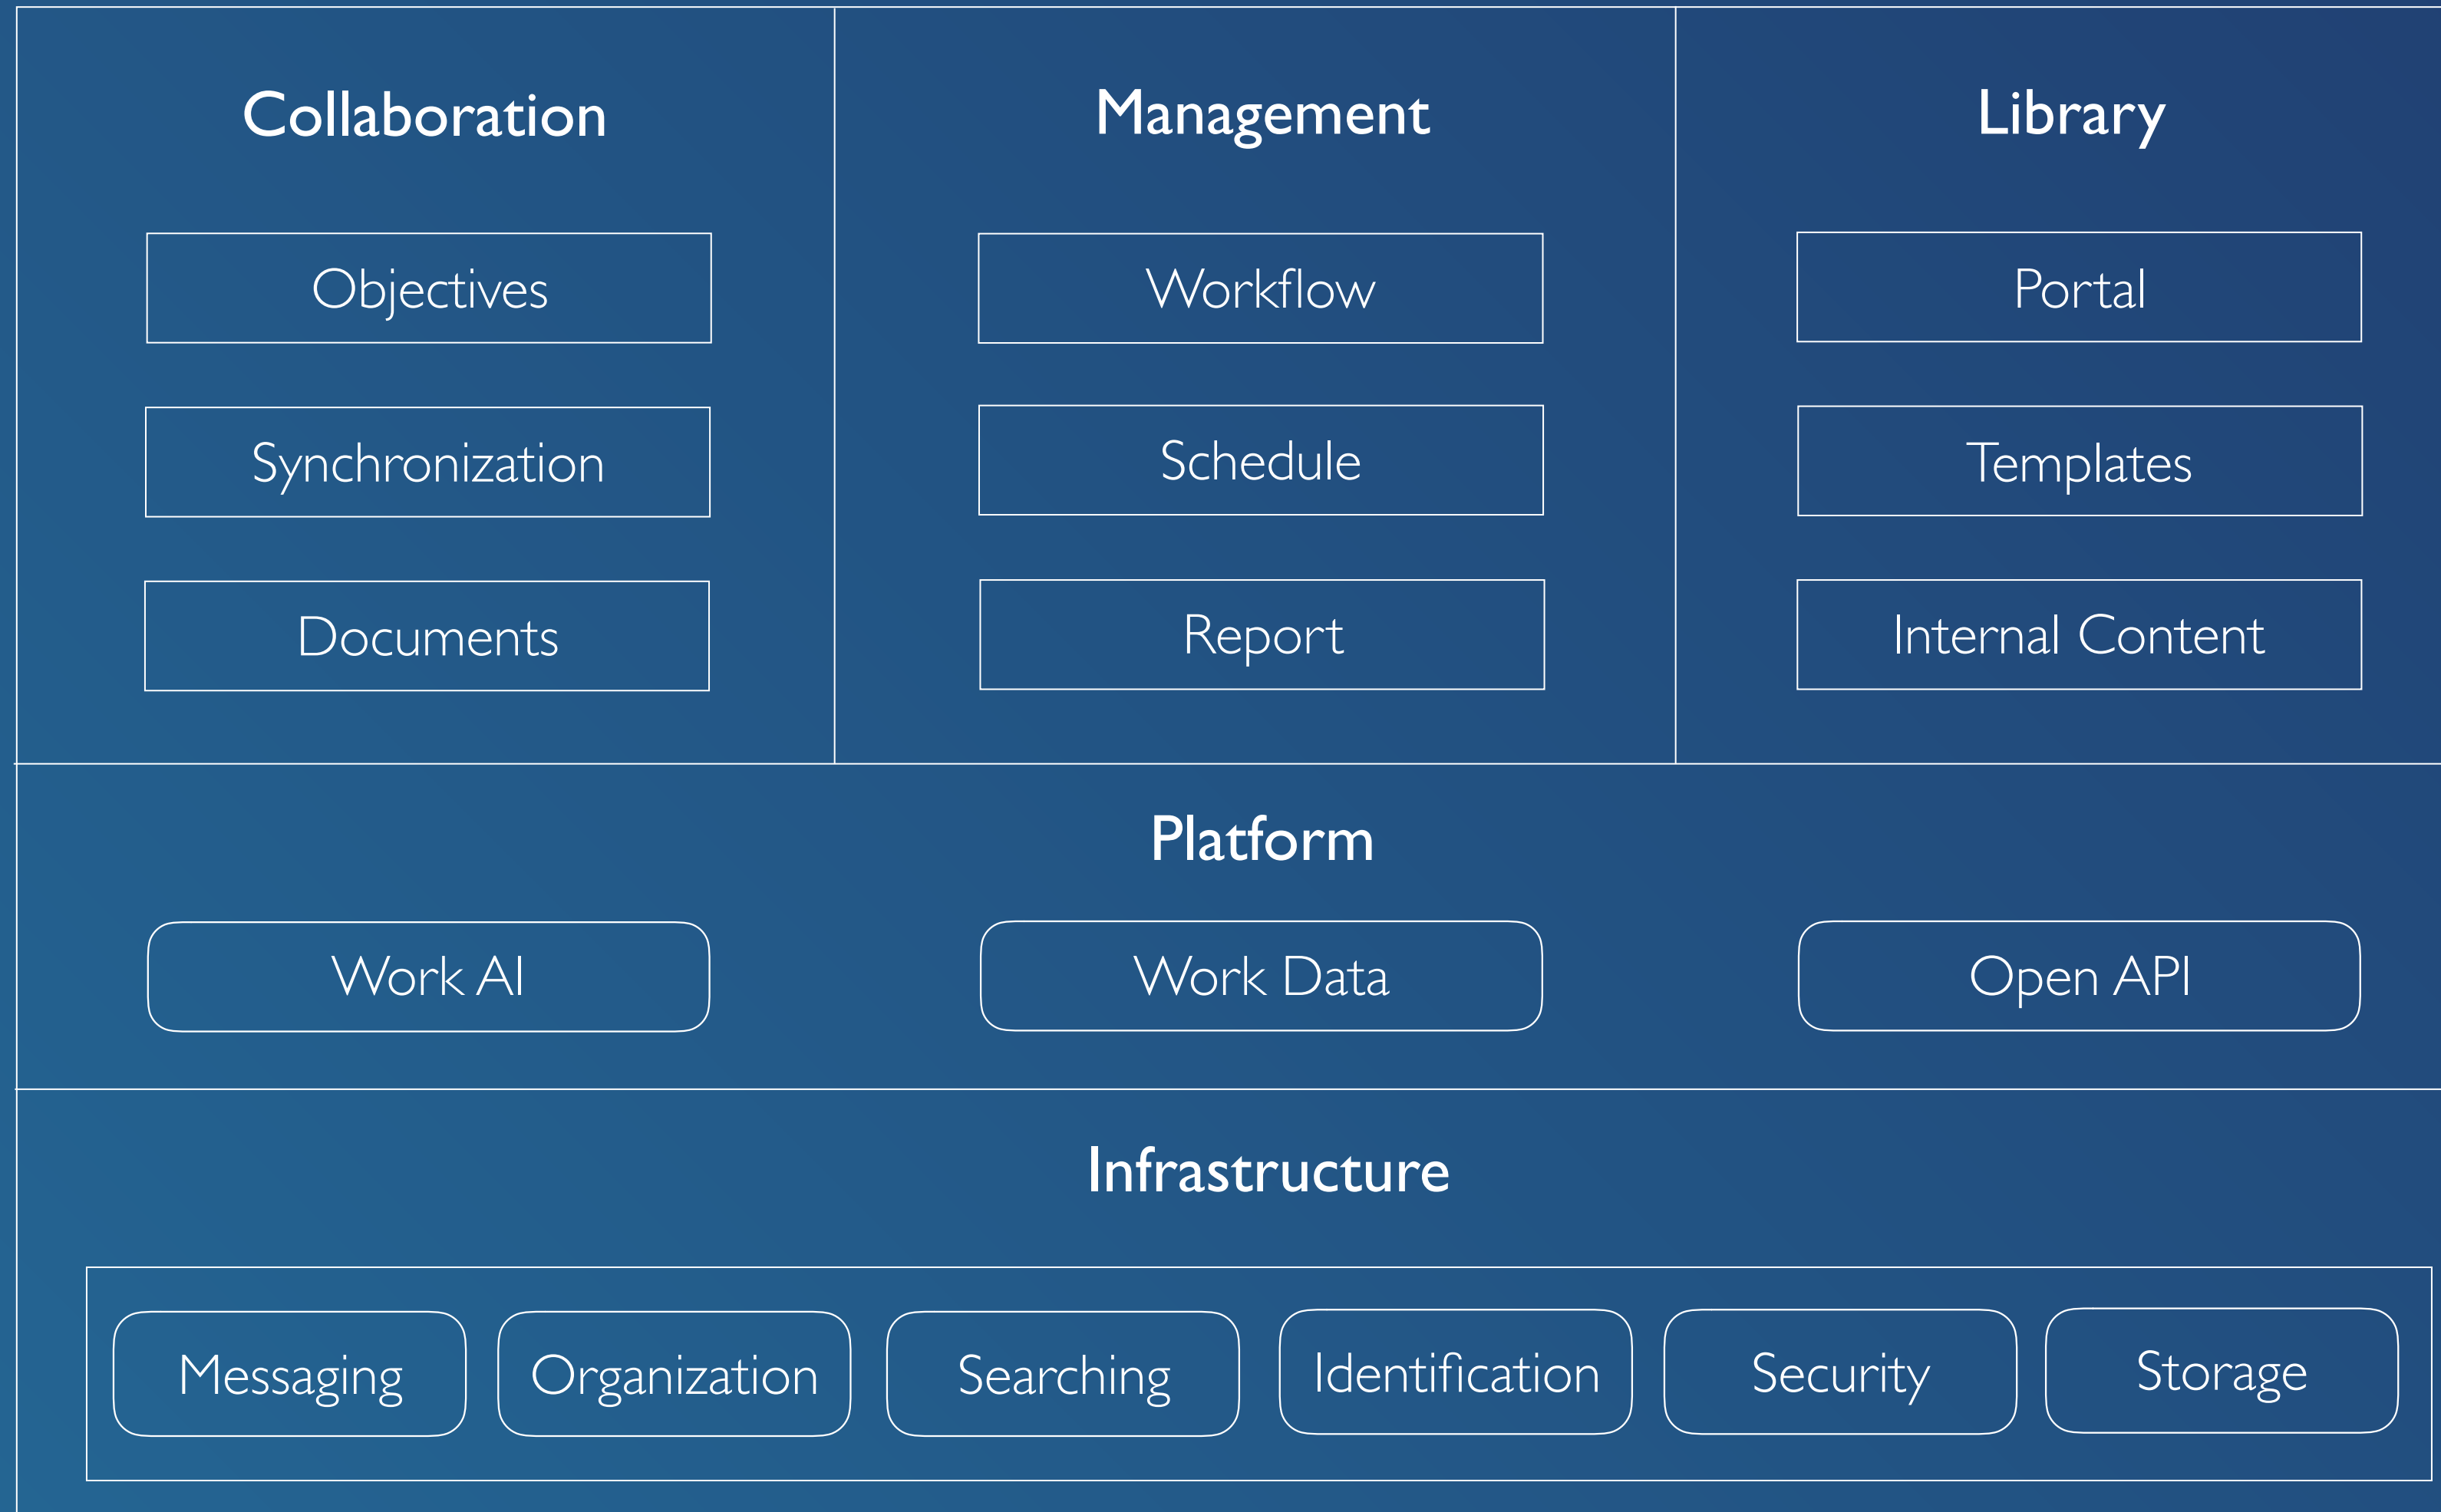 Collaboration
Management
Library
Objectives
Workflow
Portal
Synchronization
Schedule
Templates
Documents
Report
Internal Content
Platform
Work AI
Work Data
Open API
Infrastructure
Messaging
Organization
Searching
Identification
Security
Storage